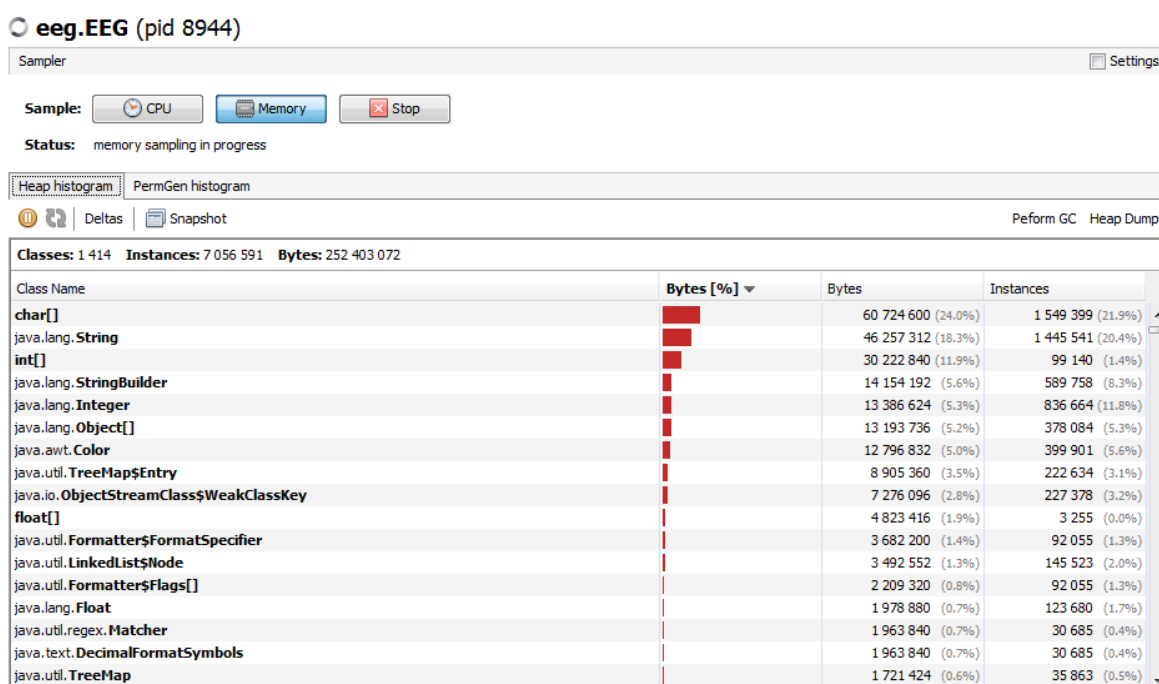 eeg.EEG (pid 8944)
Sampler Settings
Sample: CPU Memory Stop
Status: memory sampling in progress
Heap histogram PermGen histogram
Deltas Snapshot Peform GC Heap Dump
Classes: 1 414 Instances: 7 056 591 Bytes: 252 403 072
Class Name Bytes [%] Bytes Instances
char[] 60 724 600 (24.0%) 1 549 399 (21.9%)
java.lang.String 46 257 312 (18.3%) 1 445 541 (20.4%)
int[] 30 222 840 (11.9%) 99 140 (1.4%)
java.lang.StringBuilder 14 154 192 (5.6%) 589 758 (8.3%)
java.lang.Integer 13 386 624 (5.3%) 836 664 (11.8%)
java.lang.Object[] 13 193 736 (5.2%) 378 084 (5.3%)
java.awt.Color 12 796 832 (5.0%) 399 901 (5.6%)
java.util.TreeMap$Entry 8 905 360 (3.5%) 222 634 (3.1%)
java.io.ObjectStreamClass$WeakClassKey 7 276 096 (2.8%) 227 378 (3.2%)
float[] 4 823 416 (1.9%) 3 255 (0.0%)
java.util.Formatter$FormatSpecifier 3 682 200 (1.4%) 92 055 (1.3%)
java.util.LinkedList$Node 3 492 552 (1.3%) 145 523 (2.0%)
java.util.Formatter$Flags[] 2 209 320 (0.8%) 92 055 (1.3%)
java.lang.Float 1 978 880 (0.7%) 123 680 (1.7%)
java.util.regex.Matcher 1 963 840 (0.7%) 30 685 (0.4%)
java.text.DecimalFormatSymbols 1 963 840 (0.7%) 30 685 (0.4%)
java.util.TreeMap 1 721 424 (0.6%) 35 863 (0.5%)